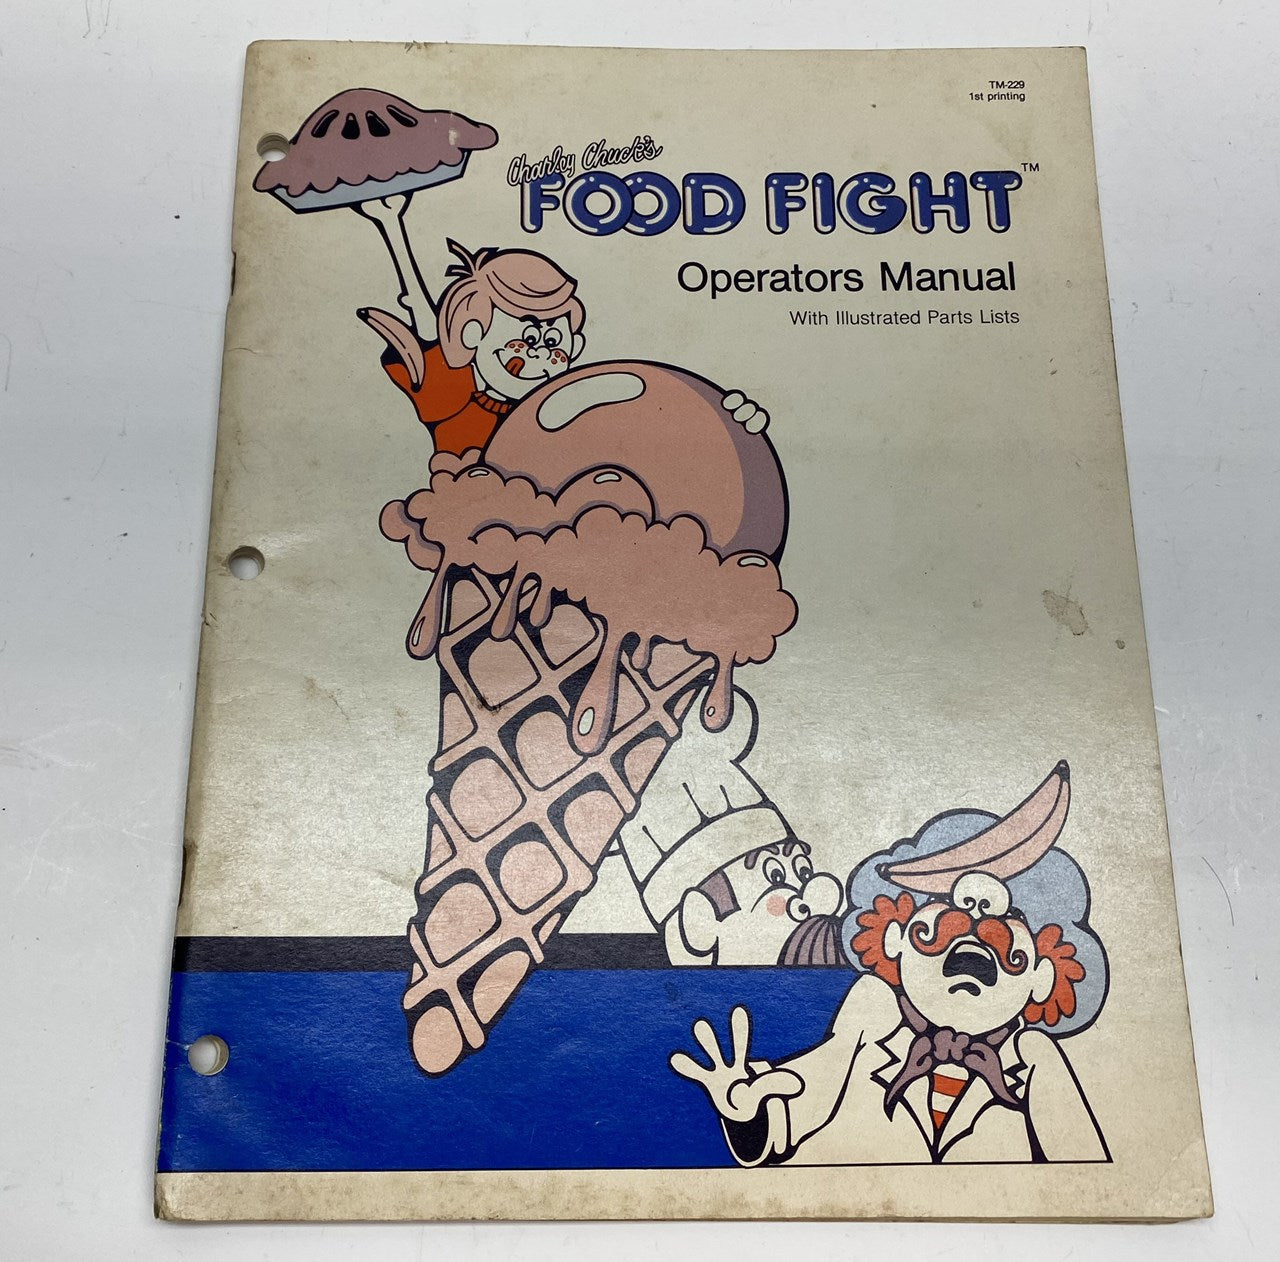 TM-229
1st printing
Charley Chuck's
FOOD FIGHT™
Operators Manual
With Illustrated Parts Lists